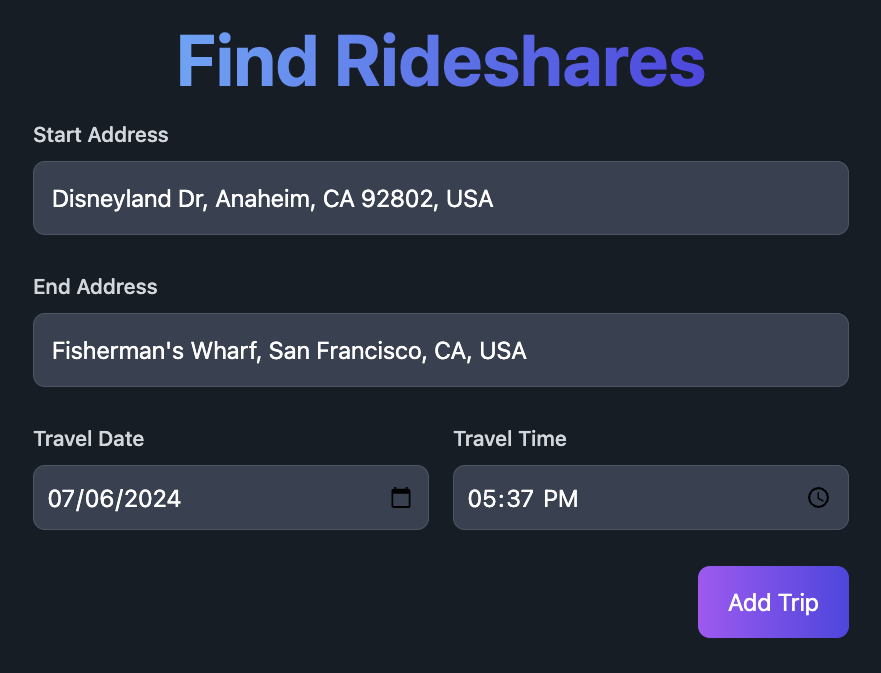 Find Rideshares
Start Address
Disneyland Dr, Anaheim, CA 92802, USA
End Address
Fisherman's Wharf, San Francisco, CA, USA
Travel Date
Travel Time
07/06/2024
05:37 PM
Add Trip